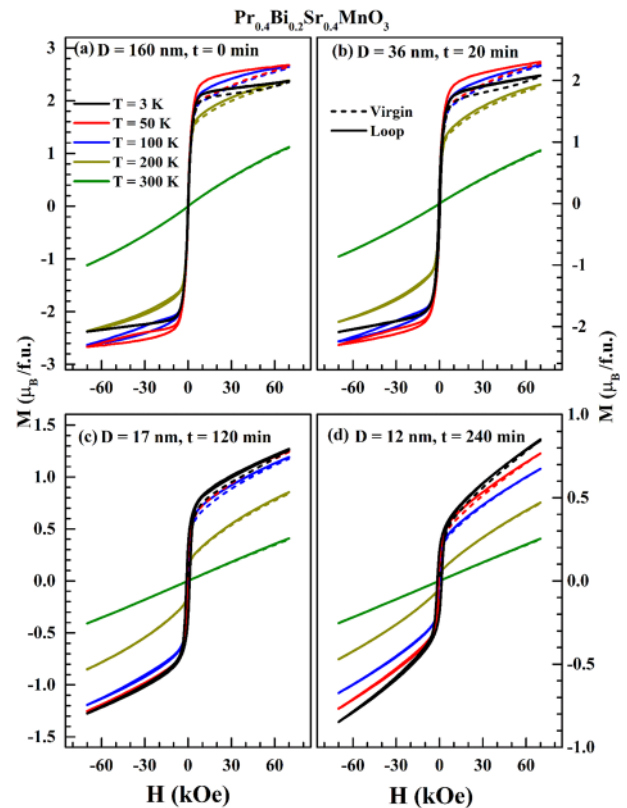 Pr0.4Bi0.2Sr0.4MnO3
(a) D = 160 nm, t = 0 min
T = 3 K
T = 50 K
T = 100 K
T = 200 K
T = 300 K
3
2
1
0
-1
-2
-3
-60 -30 0 30 60
(b) D = 36 nm, t = 20 min
Virgin
Loop
2
1
0
-1
-2
-60 -30 0 30 60
M (μB/f.u.)
M (μB/f.u.)
(c) D = 17 nm, t = 120 min
1.5
1.0
0.5
0.0
-0.5
-1.0
-1.5
-60 -30 0 30 60
H (kOe)
(d) D = 12 nm, t = 240 min
1.0
0.5
0.0
-0.5
-1.0
-60 -30 0 30 60
H (kOe)